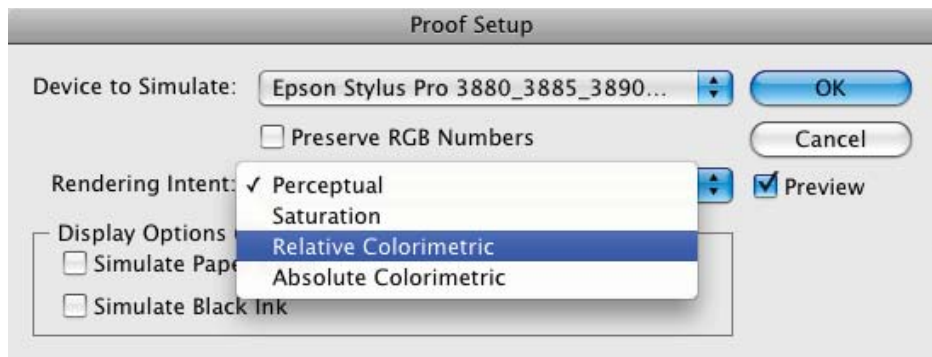 Proof Setup
Device to Simulate: Epson Stylus Pro 3880_3885_3890... OK
Preserve RGB Numbers Cancel
Rendering Intent: ✓ Perceptual Preview
Saturation
Display Options
Relative Colorimetric
Simulate
Absolute Colorimetric
Simulate Black Ink